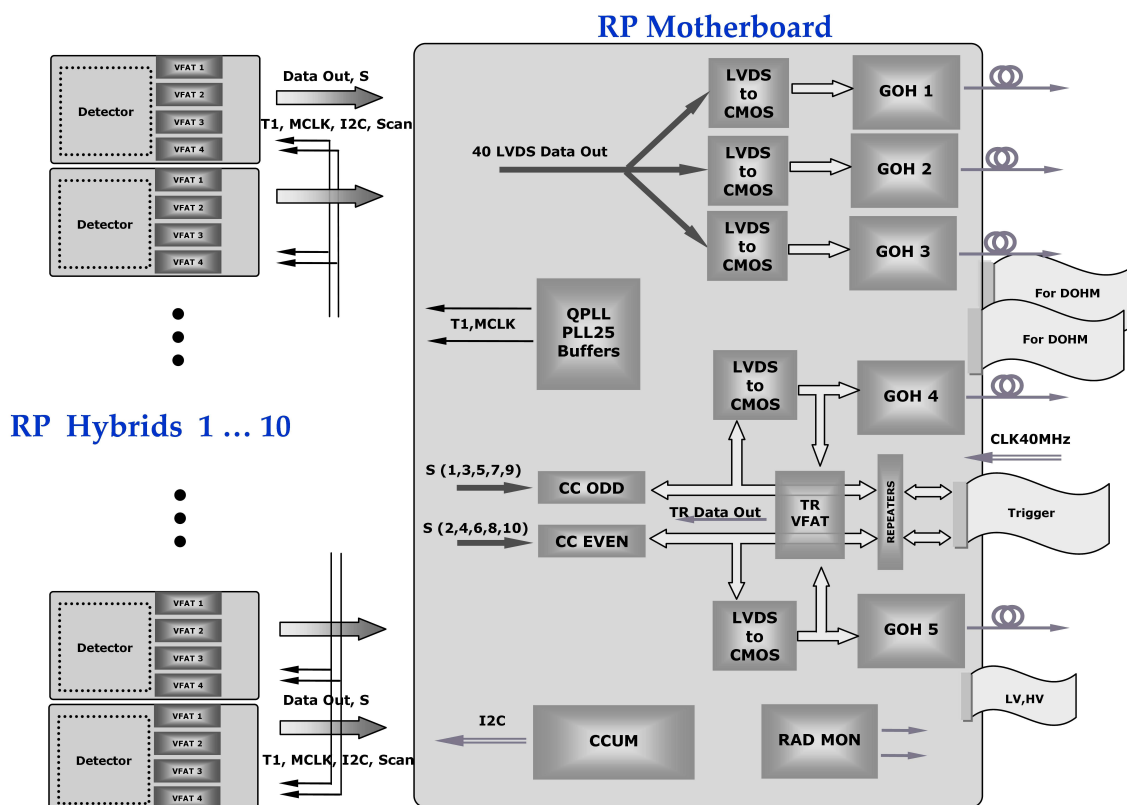 RP Motherboard
Detector
VFAT 1
VFAT 2
VFAT 3
VFAT 4
Data Out, S
T1, MCLK, I2C, Scan
Detector
VFAT 1
VFAT 2
VFAT 3
VFAT 4
RP Hybrids 1 ... 10
Detector
VFAT 1
VFAT 2
VFAT 3
VFAT 4
Data Out, S
Detector
VFAT 1
VFAT 2
VFAT 3
VFAT 4
T1, MCLK, I2C, Scan
40 LVDS Data Out
LVDS
to
CMOS
GOH 1
LVDS
to
CMOS
GOH 2
LVDS
to
CMOS
GOH 3
For DOHM
For DOHM
T1,MCLK
QPLL
PLL25
Buffers
LVDS
to
CMOS
GOH 4
CLK40MHz
S (1,3,5,7,9)
CC ODD
TR Data Out
TR
VFAT
REPEATERS
Trigger
S (2,4,6,8,10)
CC EVEN
LVDS
to
CMOS
GOH 5
LV,HV
I2C
CCUM
RAD MON